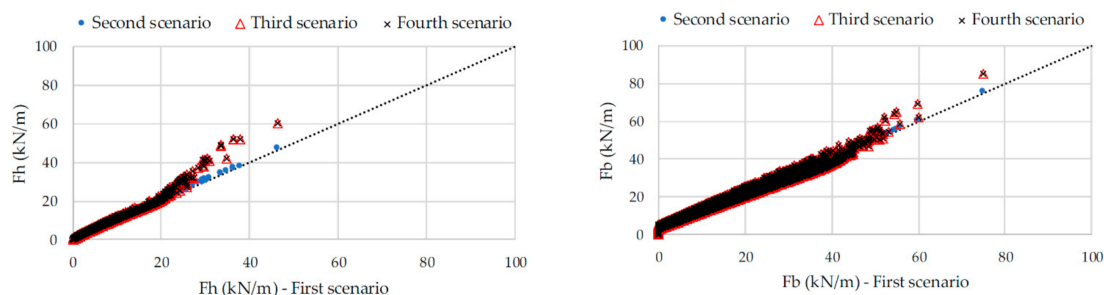 Second scenario Third scenario Fourth scenario
100
80
60
40
20
0
Fh (kN/m)
0 20 40 60 80 100
Fh (kN/m) - First scenario
Second scenario Third scenario Fourth scenario
100
80
60
40
20
0
Fb (kN/m)
0 20 40 60 80 100
Fb (kN/m) - First scenario